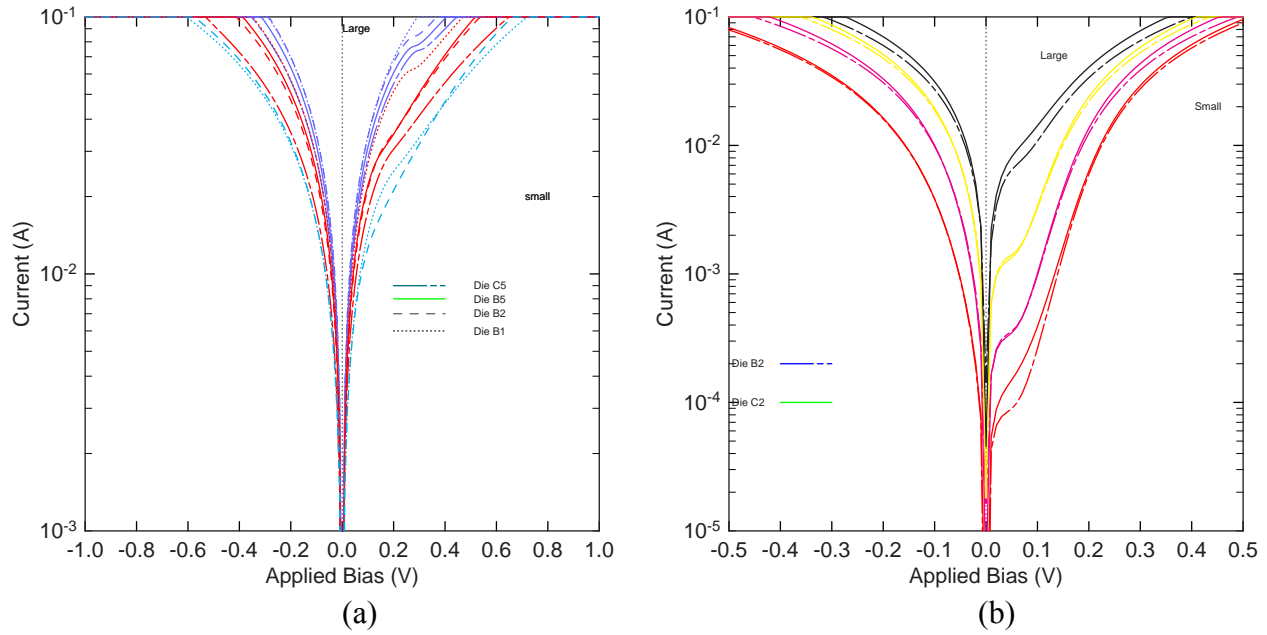 10⁻¹
10⁻²
10⁻³
Current (A)
Large
small
Die C5
Die B5
Die B2
Die B1
-1.0 -0.8 -0.6 -0.4 -0.2 0.0 0.2 0.4 0.6 0.8 1.0
Applied Bias (V)
(a)
10⁻¹
10⁻²
10⁻³
10⁻⁴
10⁻⁵
Current (A)
Large
Small
Die B2
Die C2
-0.5 -0.4 -0.3 -0.2 -0.1 0.0 0.1 0.2 0.3 0.4 0.5
Applied Bias (V)
(b)